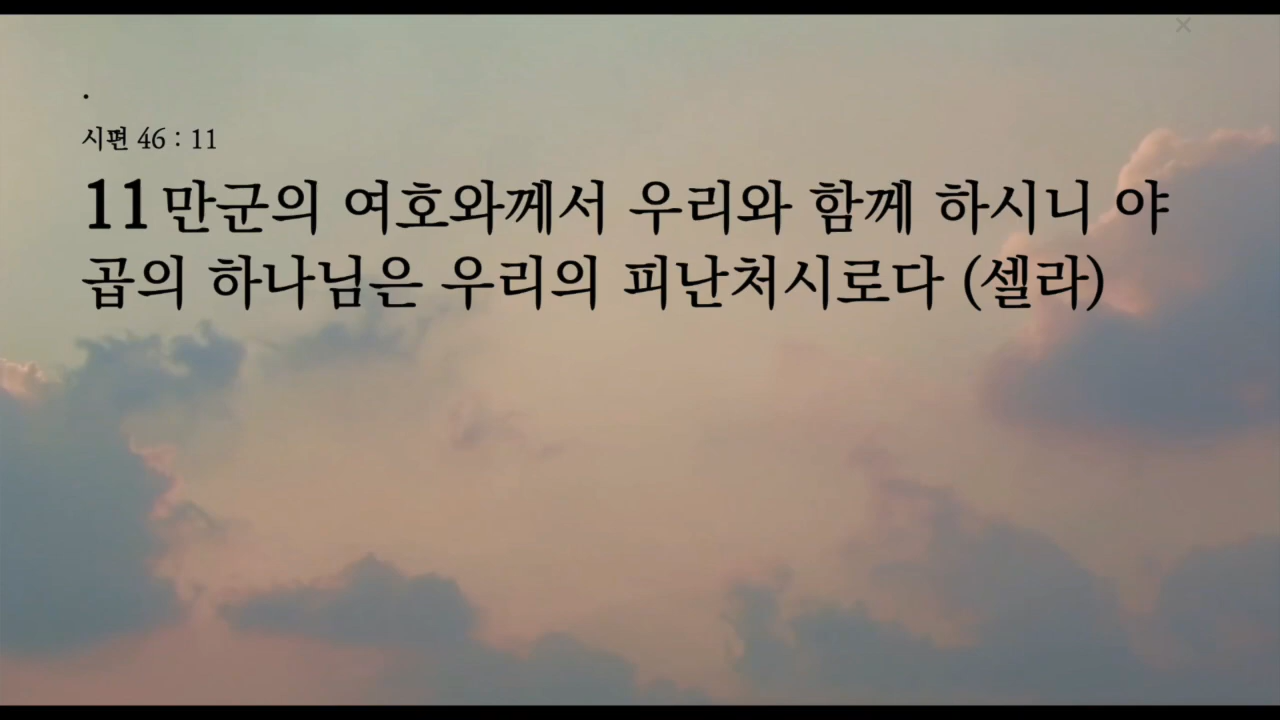 .
시편 46 : 11
11 만군의 여호와께서 우리와 함께 하시니 야
곱의 하나님은 우리의 피난처시로다 (셀라)